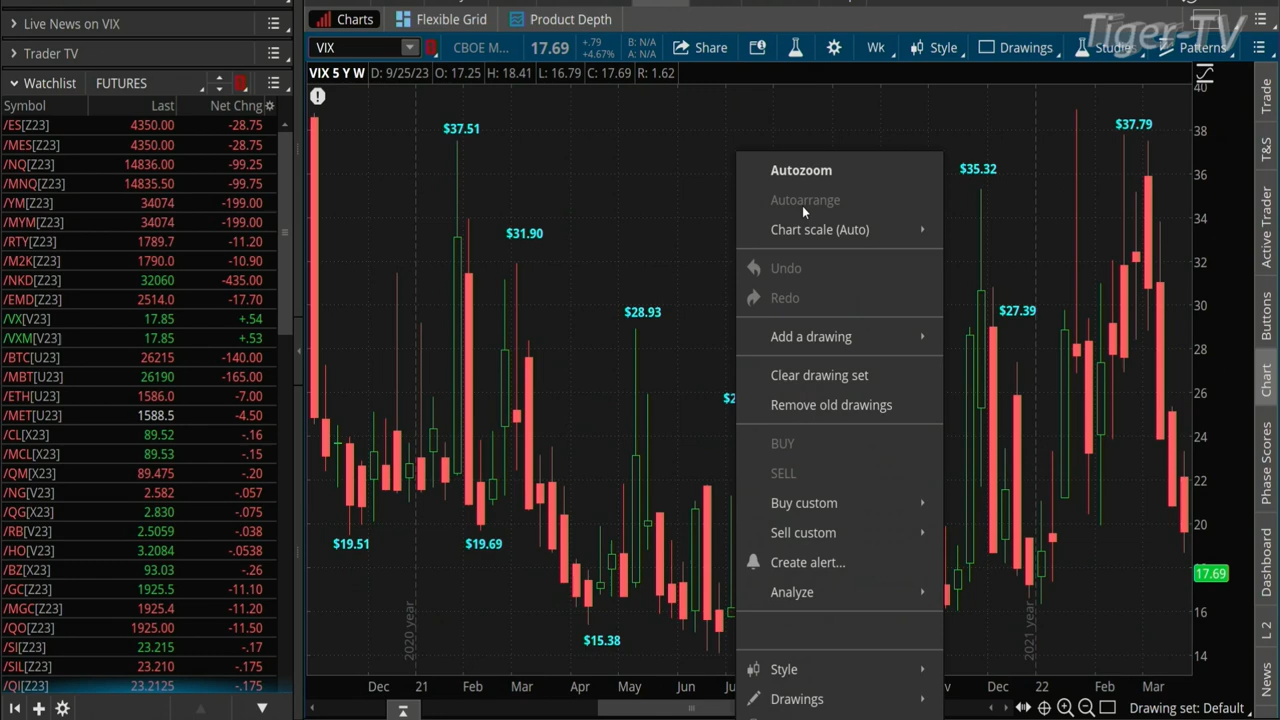 Live News on VIX
Trader TV
Watchlist FUTURES
Symbol Last Net Chng
/ES[Z23] 4350.00 -28.75
/MES[Z23] 4350.00 -28.75
/NQ[Z23] 14836.00 -99.25
/MNQ[Z23] 14835.50 -99.75
/YM[Z23] 34074 -199.00
/MYM[Z23] 34074 -199.00
/RTY[Z23] 1789.7 -11.20
/M2K[Z23] 1790.0 -10.90
/NKD[Z23] 32060 -435.00
/EMD[Z23] 2514.0 -17.70
/VX[V23] 17.85 +.54
/VXM[V23] 17.85 +.53
/BTC[U23] 26215 -140.00
/MBT[U23] 26190 -165.00
/ETH[U23] 1586.0 -7.00
/MET[U23] 1588.5 -4.50
/CL[X23] 89.52 -.16
/MCL[X23] 89.53 -.15
/QM[X23] 89.475 -.20
/NG[V23] 2.582 -.057
/QG[X23] 2.830 -.075
/RB[V23] 2.5059 -.038
/HO[V23] 3.2084 -.0538
/BZ[X23] 93.03 -.26
/GC[Z23] 1925.5 -11.10
/MGC[Z23] 1925.4 -11.20
/QO[Z23] 1925.00 -11.50
/SI[Z23] 23.215 -.17
/SIL[Z23] 23.210 -.175
/QI[Z23] 23.2125 -.175
Charts Flexible Grid Product Depth
Tiger-TV
VIX CBOE M... 17.69 +.79 +4.67% B: N/A A: N/A Share Wk Style Drawings Studies Patterns
VIX 5 Y W D: 9/25/23 O: 17.25 H: 18.41 L: 16.79 C: 17.69 R: 1.62
$37.51
$31.90
$28.93
$35.32
$27.39
$37.79
$19.51
$19.69
$15.38
2020 year
2021 year
Autozoom
Autoarrange
Chart scale (Auto)
Undo
Redo
Add a drawing
Clear drawing set
Remove old drawings
BUY
SELL
Buy custom
Sell custom
Create alert...
Analyze
Style
Drawings
40
38
36
34
32
30
28
26
24
22
20
17.69
16
14
Dec 21 Feb Mar Apr May Jun Dec 22 Feb Mar
Drawing set: Default
Trade
T&S
Active Trader
Buttons
Chart
Phase Scores
Dashboard
L 2
News